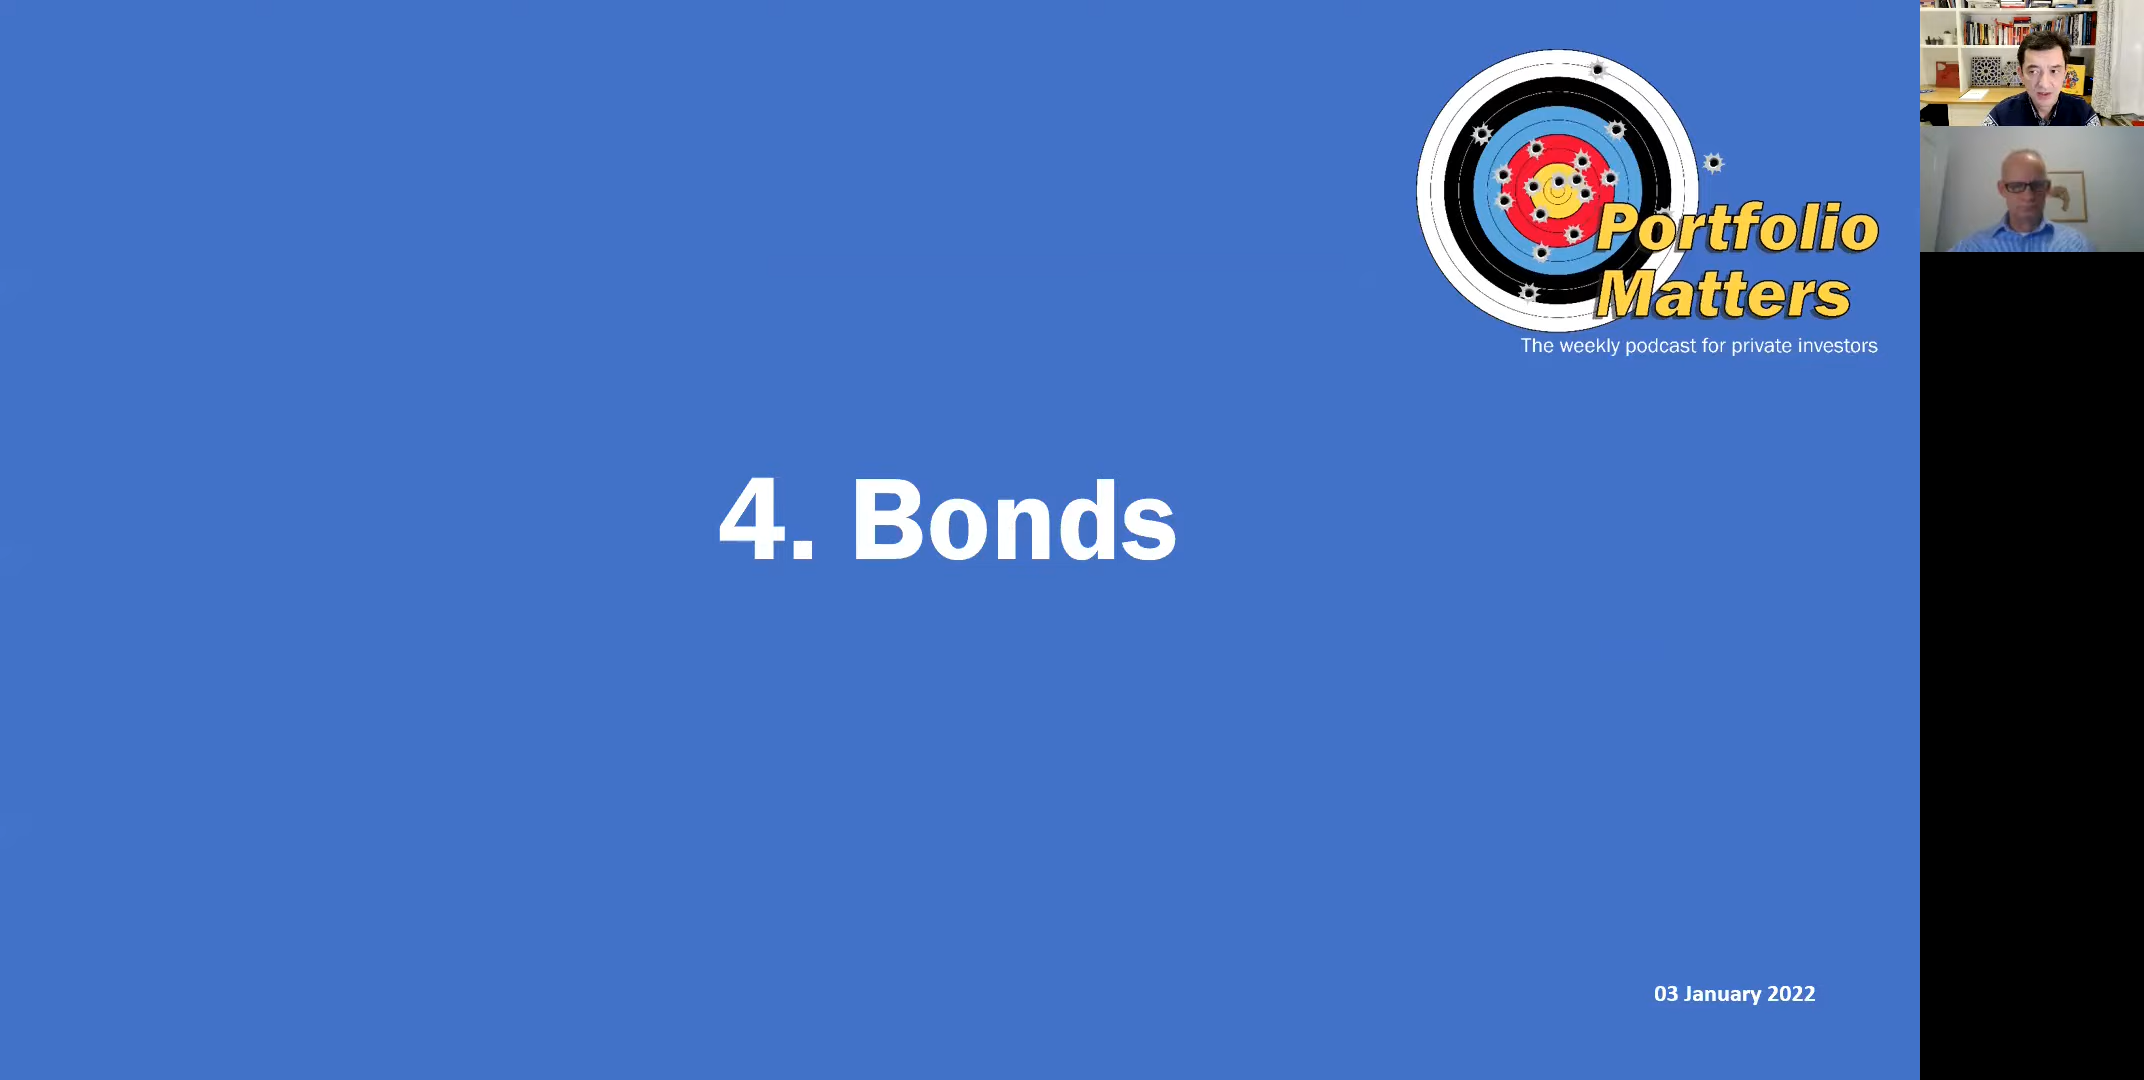 Portfolio
Matters
The weekly podcast for private investors
4. Bonds
03 January 2022